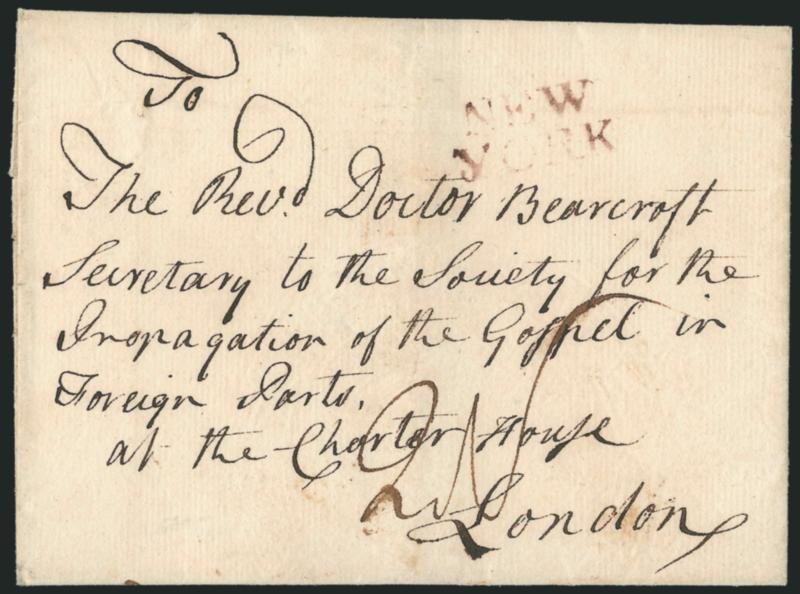 To
NEW
YORK
The Revd. Doctor Bearcroft
Secretary to the Society for the
Propagation of the Gospel in
Foreign Parts,
at the Charter House
London